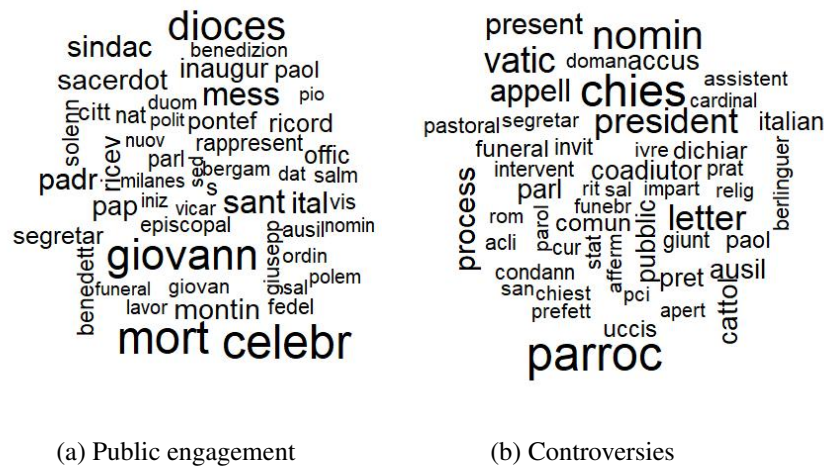 dioces
sindac benedizion
inaugur paol
sacerdot
mess pio
solenn citt nat duom polit pontef ricord
nuov rappresent
ricev parl sed bergam offic
padr milanes s dat salm
pap iniz vicar sant ital vis
episcopal ausil nomin
segretar giovann giusepp ordin
benedett funeral giovan sal polem
lavor montin fedel
mort celebr
(a) Public engagement
present nomin
vatic doman accus
appell chies assistent
cardinal
pastoral segretar president italian
funeral invit ivre dichiar
intervent coadiutor prat
process parl rit sal impart relig berlinguer
rom parol funebr comun pubblic letter
acli cur stat afferm giunt paol
condann pret ausil
san chiest pci cattol
prefett apert
uccis
parroc
(b) Controversies